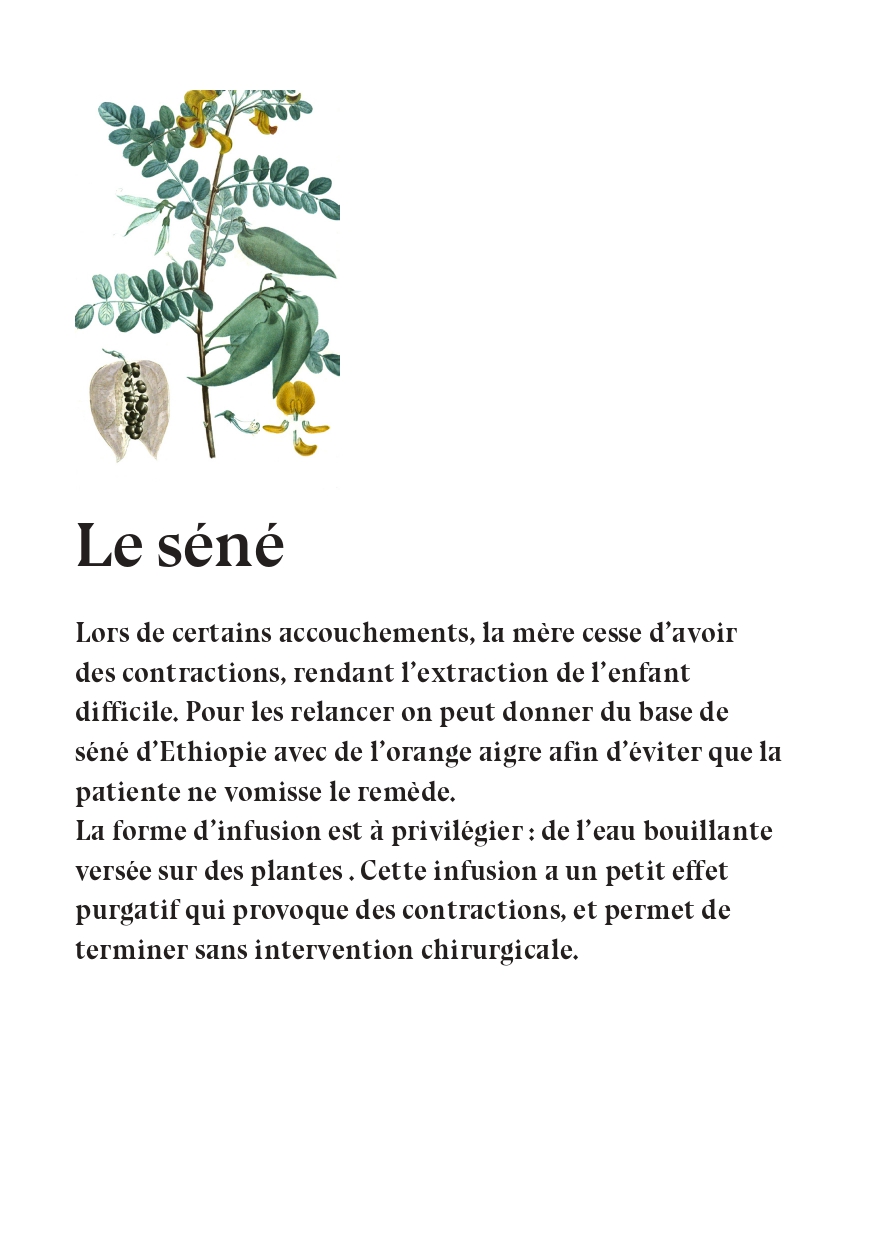 Le séné
Lors de certains accouchements, la mère cesse d’avoir
des contractions, rendant l’extraction de l’enfant
difficile. Pour les relancer on peut donner du base de
séné d’Ethiopie avec de l’orange aigre afin d’éviter que la
patiente ne vomisse le remède.
La forme d’infusion est à privilégier : de l’eau bouillante
versée sur des plantes . Cette infusion a un petit effet
purgatif qui provoque des contractions, et permet de
terminer sans intervention chirurgicale.